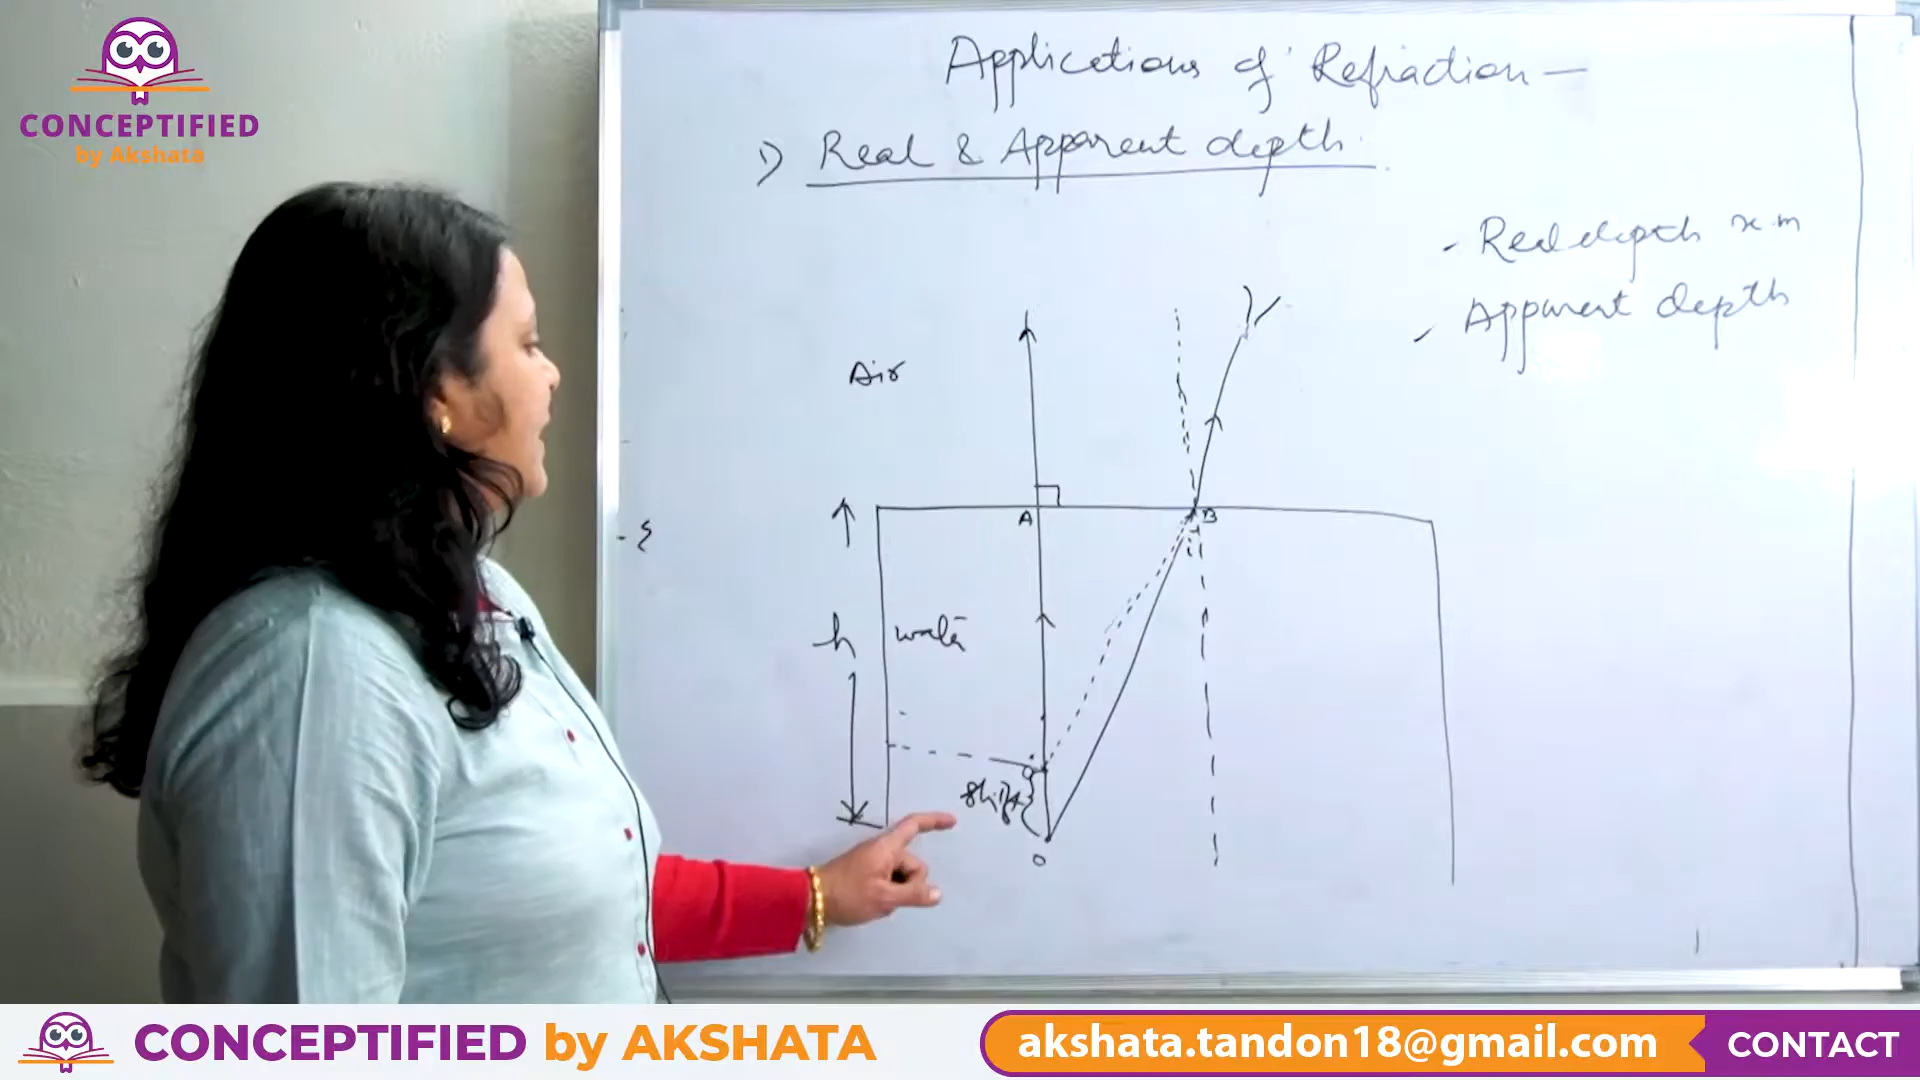 CONCEPTIFIED
by Akshata
Applications of Refraction —
1) Real & Apparent depth.
- Real depth x m
- Apparent depth
Air
A
B
i
h
water
O'
shift
O
CONCEPTIFIED by AKSHATA
akshata.tandon18@gmail.com
CONTACT